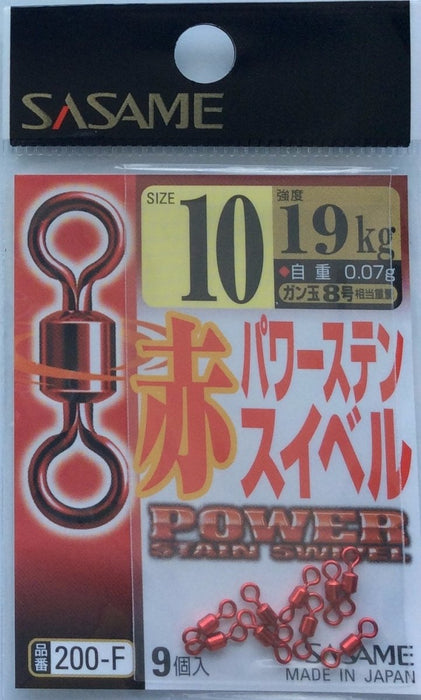 SASAME
SIZE
10
強度
19kg
◆自重 0.07g
ガン玉8号相当重量
赤
パワーステン
スイベル
POWER
STAIN SWIVEL
品番
200-F
9個入
SASAME
MADE IN JAPAN